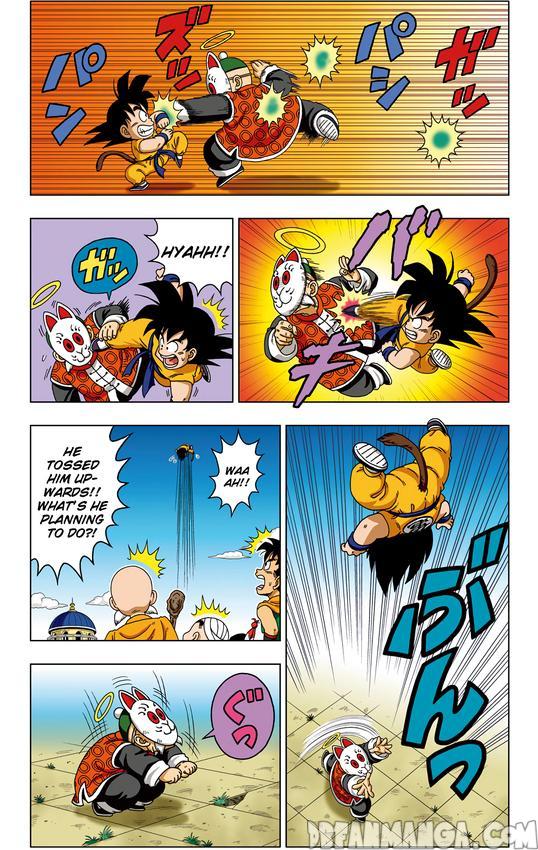 ガッ
パシ
ズッ
パン
HYAHH!!
ガッ
バキ
HE
TOSSED
HIM UP-
WARDS!!
WHAT'S HE
PLANNING
TO DO?!
WAA
AH!!
ぶんっ
ぐっ
DBFANMANGA.COM